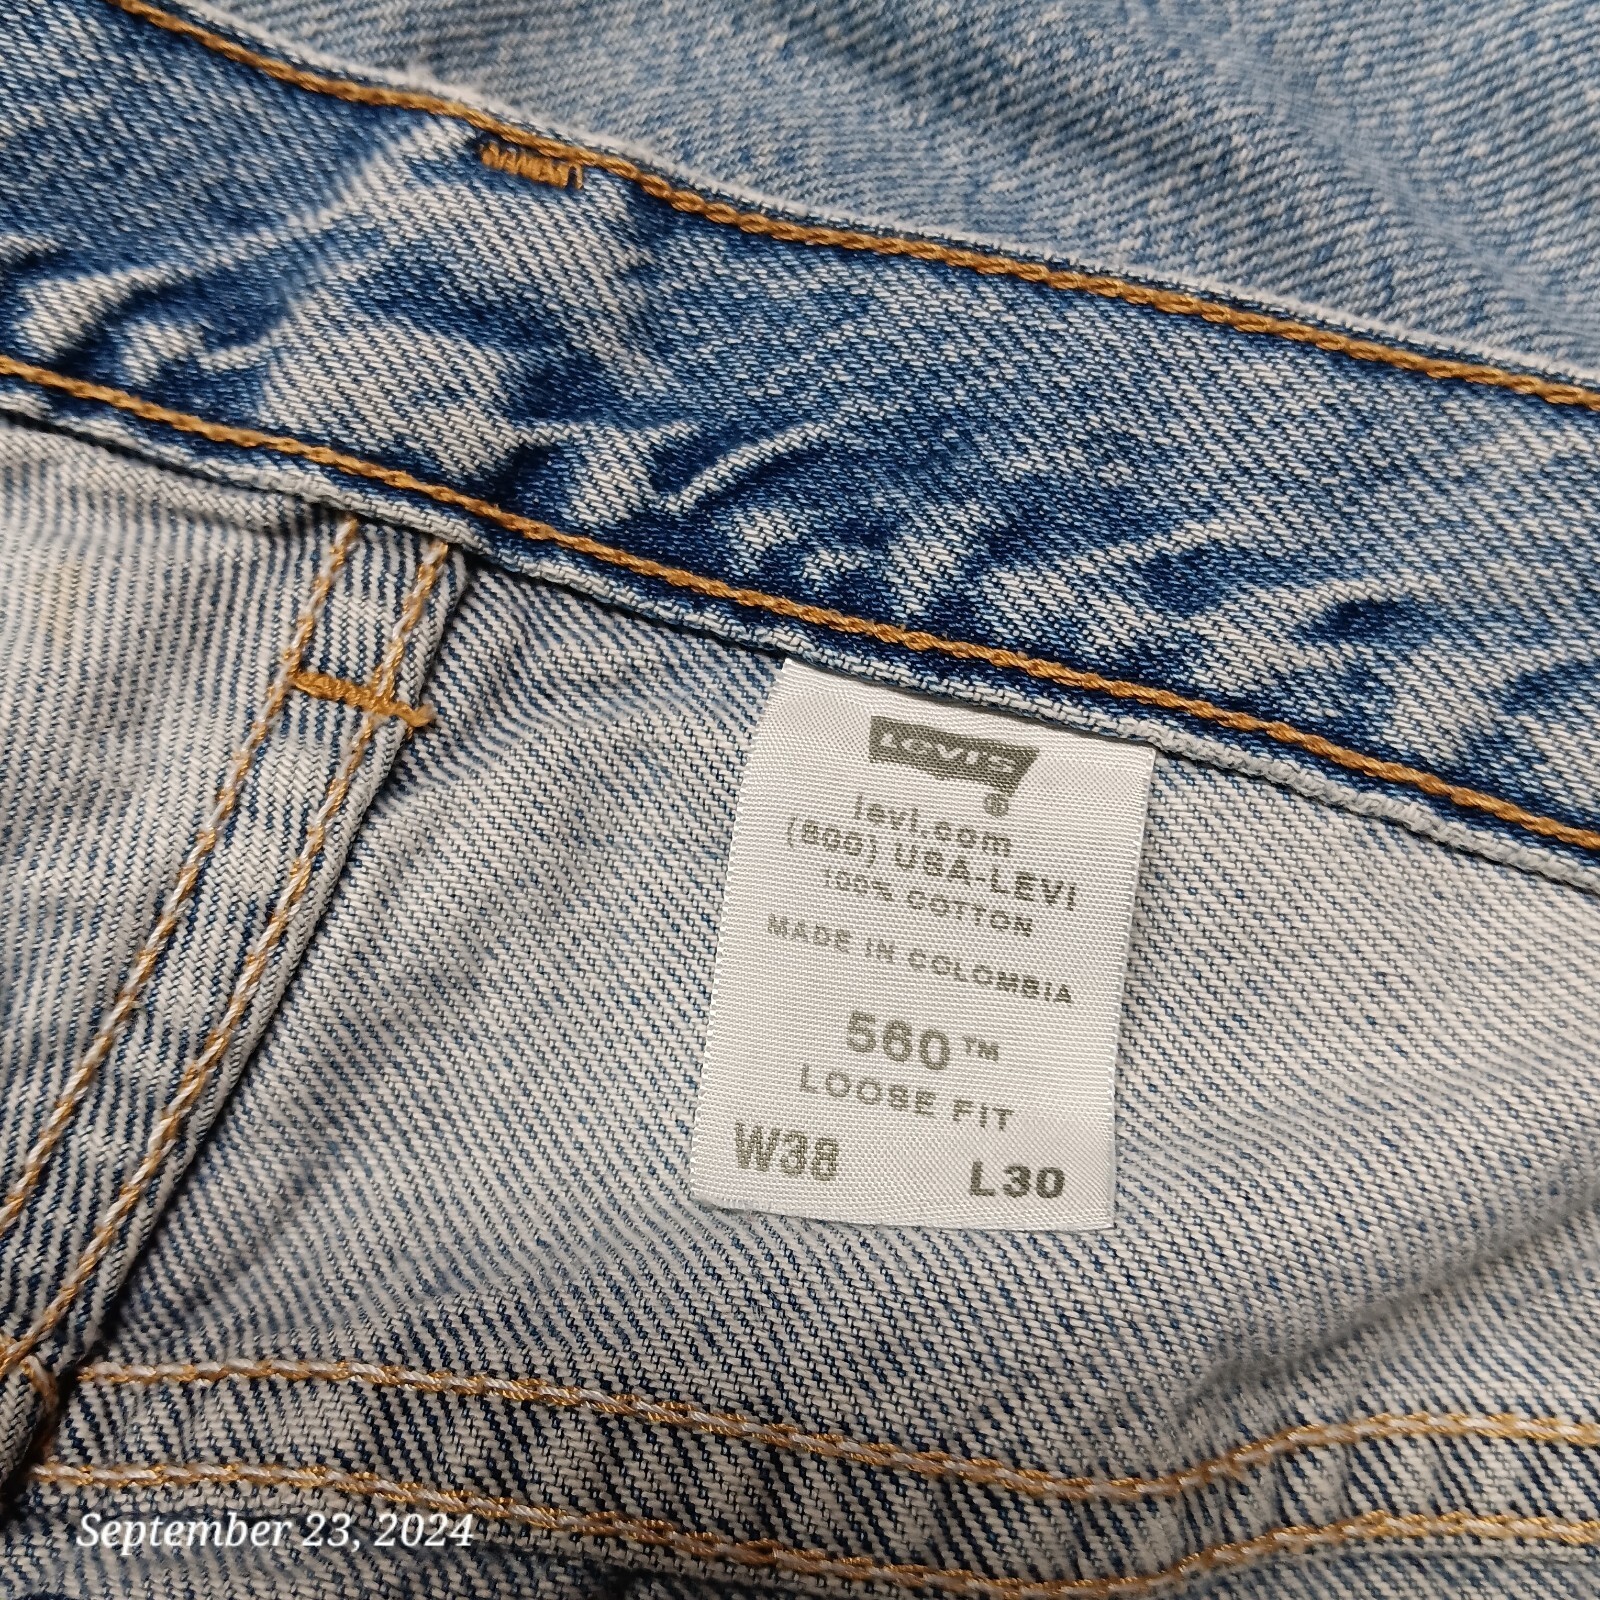 LEVI'S
®
levi.com
(800) USA-LEVI
100% COTTON
MADE IN COLOMBIA
560™
LOOSE FIT
W38 L30
September 23, 2024